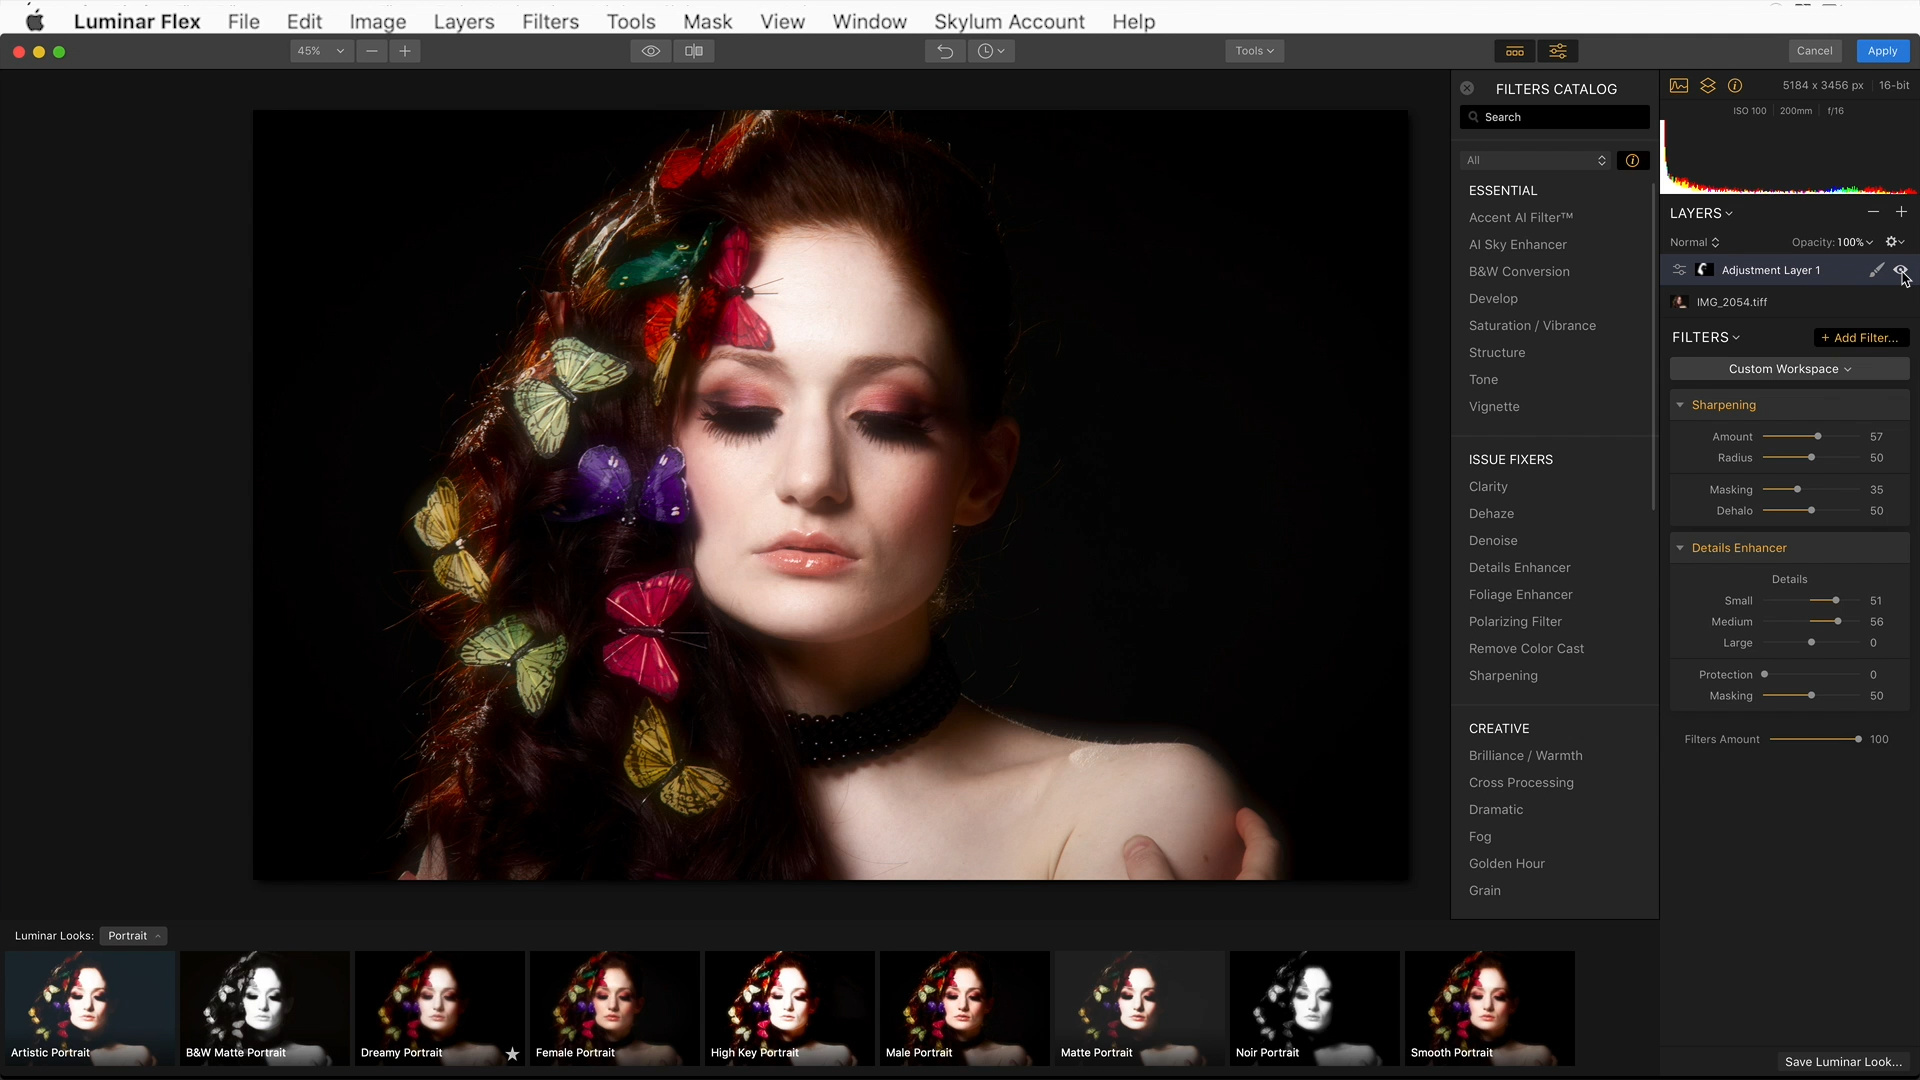 Luminar Flex File Edit Image Layers Filters Tools Mask View Window Skylum Account Help
45% Tools Cancel Apply
FILTERS CATALOG
Search
All
ESSENTIAL
Accent AI Filter™
AI Sky Enhancer
B&W Conversion
Develop
Saturation / Vibrance
Structure
Tone
Vignette
ISSUE FIXERS
Clarity
Dehaze
Denoise
Details Enhancer
Foliage Enhancer
Polarizing Filter
Remove Color Cast
Sharpening
CREATIVE
Brilliance / Warmth
Cross Processing
Dramatic
Fog
Golden Hour
Grain
5184 x 3456 px 16-bit
ISO 100 200mm f/16
LAYERS
Normal Opacity: 100%
Adjustment Layer 1
IMG_2054.tiff
FILTERS + Add Filter...
Custom Workspace
Sharpening
Amount 57
Radius 50
Masking 35
Dehalo 50
Details Enhancer
Details
Small 51
Medium 56
Large 0
Protection 0
Masking 50
Filters Amount 100
Luminar Looks: Portrait
Artistic Portrait B&W Matte Portrait Dreamy Portrait Female Portrait High Key Portrait Male Portrait Matte Portrait Noir Portrait Smooth Portrait
Save Luminar Look...